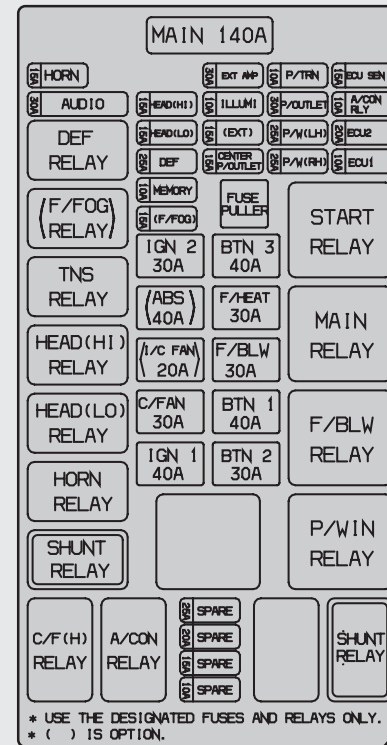 MAIN 140A
15A HORN
30A EXT AMP
10A P/TRN
15A ECU SEN
30A AUDIO
15A HEAD(HI)
10A ILLUMI
30A P/OUTLET
10A A/CON RLY
15A HEAD(LO)
15A (EXT)
25A P/W(LH)
10A ECU2
25A DEF
15A CENTER P/OUTLET
25A P/W(RH)
10A ECU1
DEF
RELAY
10A MEMORY
15A (F/FOG)
FUSE
PULLER
(F/FOG)
RELAY
START
RELAY
IGN 2
30A
BTN 3
40A
TNS
RELAY
(ABS)
40A
F/HEAT
30A
MAIN
RELAY
HEAD(HI)
RELAY
(I/C FAN)
20A
F/BLW
30A
HEAD(LO)
RELAY
C/FAN
30A
BTN 1
40A
F/BLW
RELAY
IGN 1
40A
BTN 2
30A
HORN
RELAY
P/WIN
RELAY
SHUNT
RELAY
C/F(H)
RELAY
A/CON
RELAY
25A SPARE
20A SPARE
15A SPARE
10A SPARE
SHUNT
RELAY
* USE THE DESIGNATED FUSES AND RELAYS ONLY.
* ( ) IS OPTION.